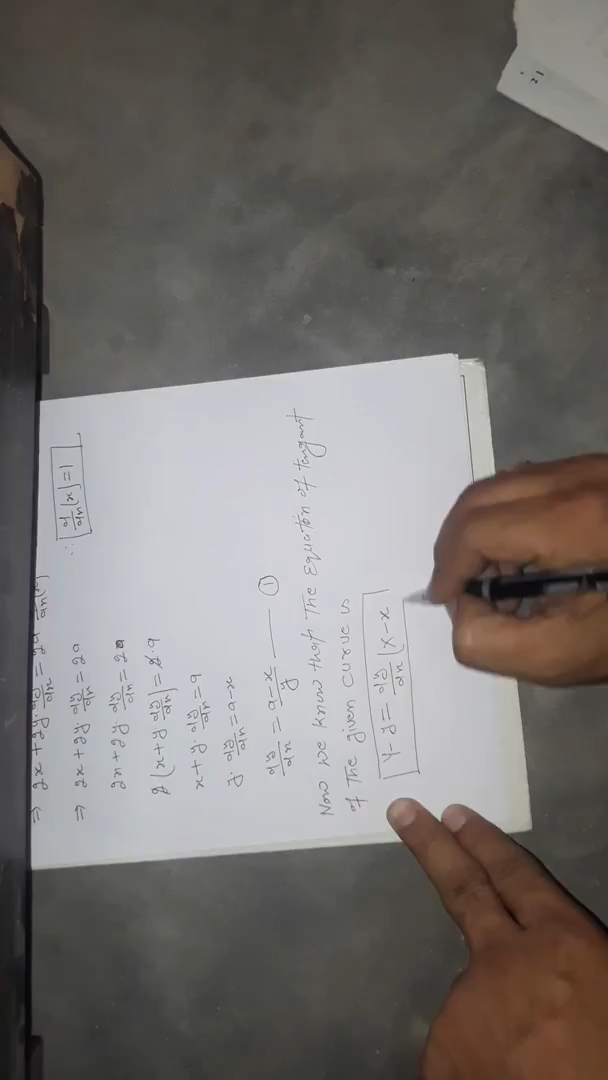 ⇒ 2x + 2y · dy/dx = 2a · d/dx (x)
∴ [ d/dx (x) = 1 ]
⇒ 2x + 2y · dy/dx = 2a
2x + 2y · dy/dx = 2a
2 (x + y · dy/dx) = 2 · a
x + y · dy/dx = a
y · dy/dx = a - x
dy/dx = a - x / y —— ①
Now we know that The Equation of tangant
of The given curve is
Y - y = dy/dx (X - x